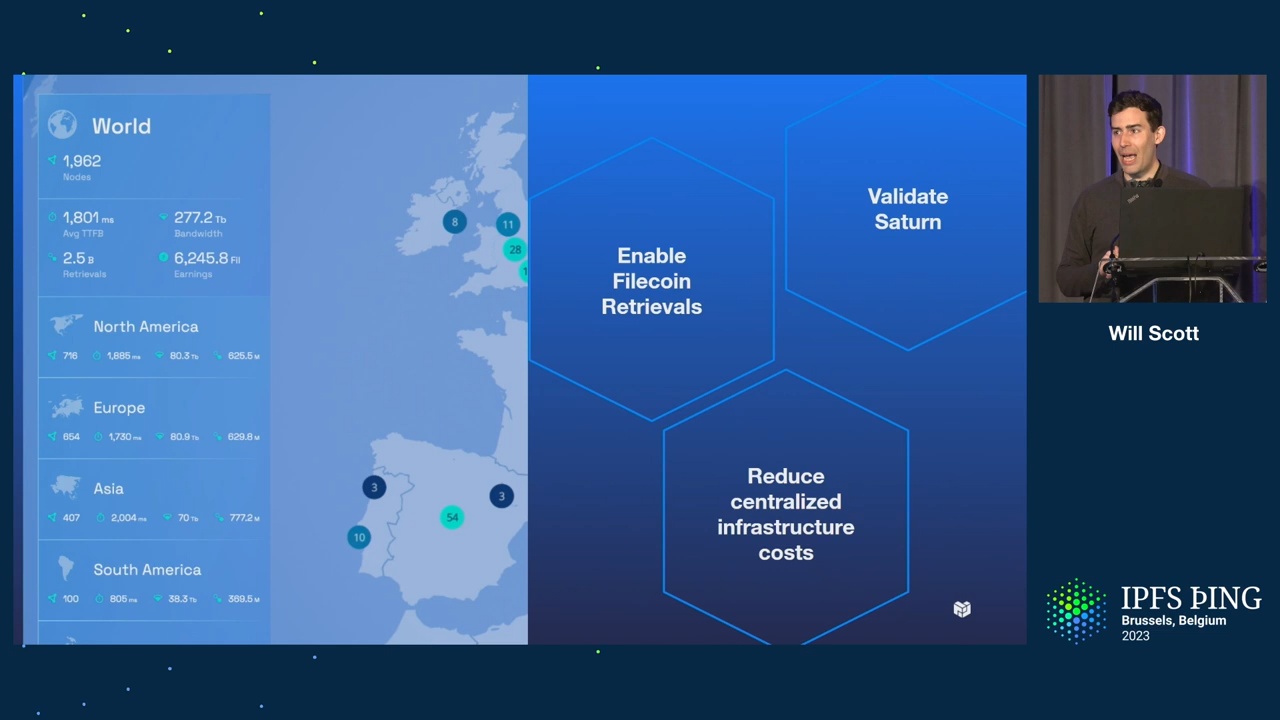 World
1,962
Nodes
1,801 ms
Avg TTFB
277.2 Tb
Bandwidth
2.5 B
Retrievals
6,245.8 Fil
Earnings
North America
716 1,885 ms 80.3 Tb 625.5 M
Europe
654 1,730 ms 80.9 Tb 629.8 M
Asia
407 2,004 ms 70 Tb 777.2 M
South America
100 805 ms 38.3 Tb 369.5 M
8
11
28
1
3
3
54
10
Enable
Filecoin
Retrievals
Validate
Saturn
Reduce
centralized
infrastructure
costs
Will Scott
IPFS ÞING
Brussels, Belgium
2023